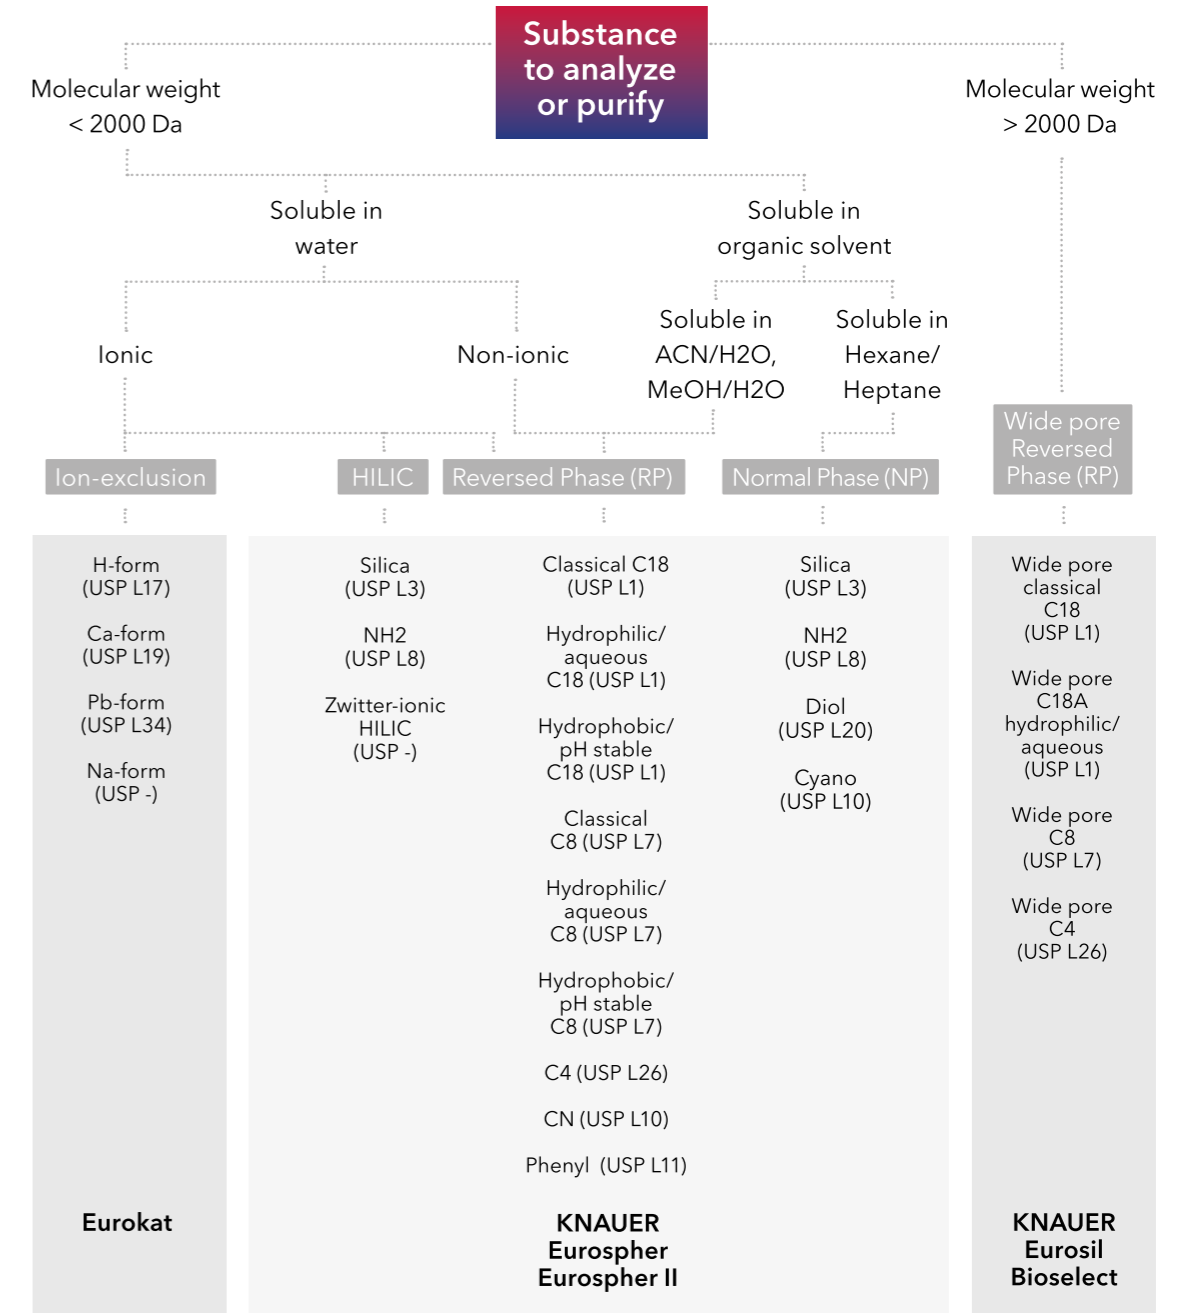 Substance
to analyze
or purify
Molecular weight
< 2000 Da
Molecular weight
> 2000 Da
Soluble in
water
Soluble in
organic solvent
Ionic
Non-ionic
Soluble in
ACN/H2O,
MeOH/H2O
Soluble in
Hexane/
Heptane
Ion-exclusion
HILIC
Reversed Phase (RP)
Normal Phase (NP)
Wide pore
Reversed
Phase (RP)
H-form
(USP L17)
Ca-form
(USP L19)
Pb-form
(USP L34)
Na-form
(USP -)
Eurokat
Silica
(USP L3)
NH2
(USP L8)
Zwitter-ionic
HILIC
(USP -)
Classical C18
(USP L1)
Hydrophilic/
aqueous
C18 (USP L1)
Hydrophobic/
pH stable
C18 (USP L1)
Classical
C8 (USP L7)
Hydrophilic/
aqueous
C8 (USP L7)
Hydrophobic/
pH stable
C8 (USP L7)
C4 (USP L26)
CN (USP L10)
Phenyl (USP L11)
KNAUER
Eurospher
Eurospher II
Silica
(USP L3)
NH2
(USP L8)
Diol
(USP L20)
Cyano
(USP L10)
Wide pore
classical
C18
(USP L1)
Wide pore
C18A
hydrophilic/
aqueous
(USP L1)
Wide pore
C8
(USP L7)
Wide pore
C4
(USP L26)
KNAUER
Eurosil
Bioselect